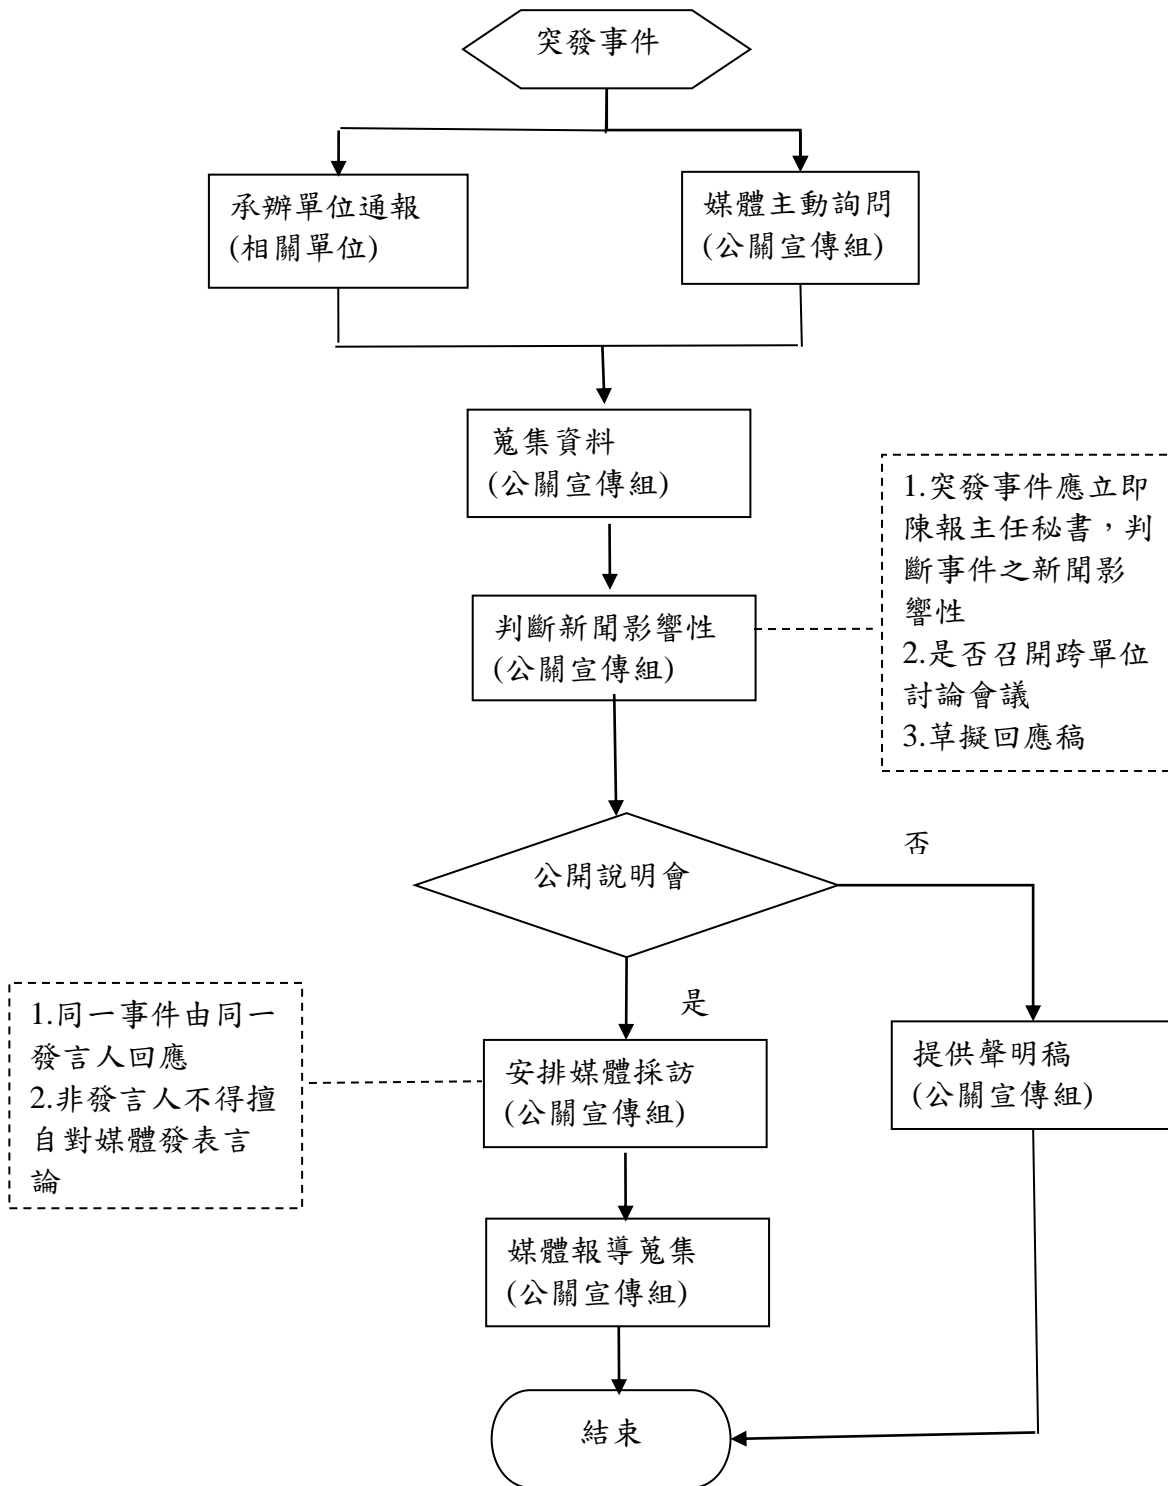 突發事件
承辦單位通報
(相關單位)
媒體主動詢問
(公關宣傳組)
蒐集資料
(公關宣傳組)
1.突發事件應立即
陳報主任秘書，判
斷事件之新聞影
響性
2.是否召開跨單位
討論會議
3.草擬回應稿
判斷新聞影響性
(公關宣傳組)
公開說明會
否
是
1.同一事件由同一
發言人回應
2.非發言人不得擅
自對媒體發表言
論
安排媒體採訪
(公關宣傳組)
提供聲明稿
(公關宣傳組)
媒體報導蒐集
(公關宣傳組)
結束